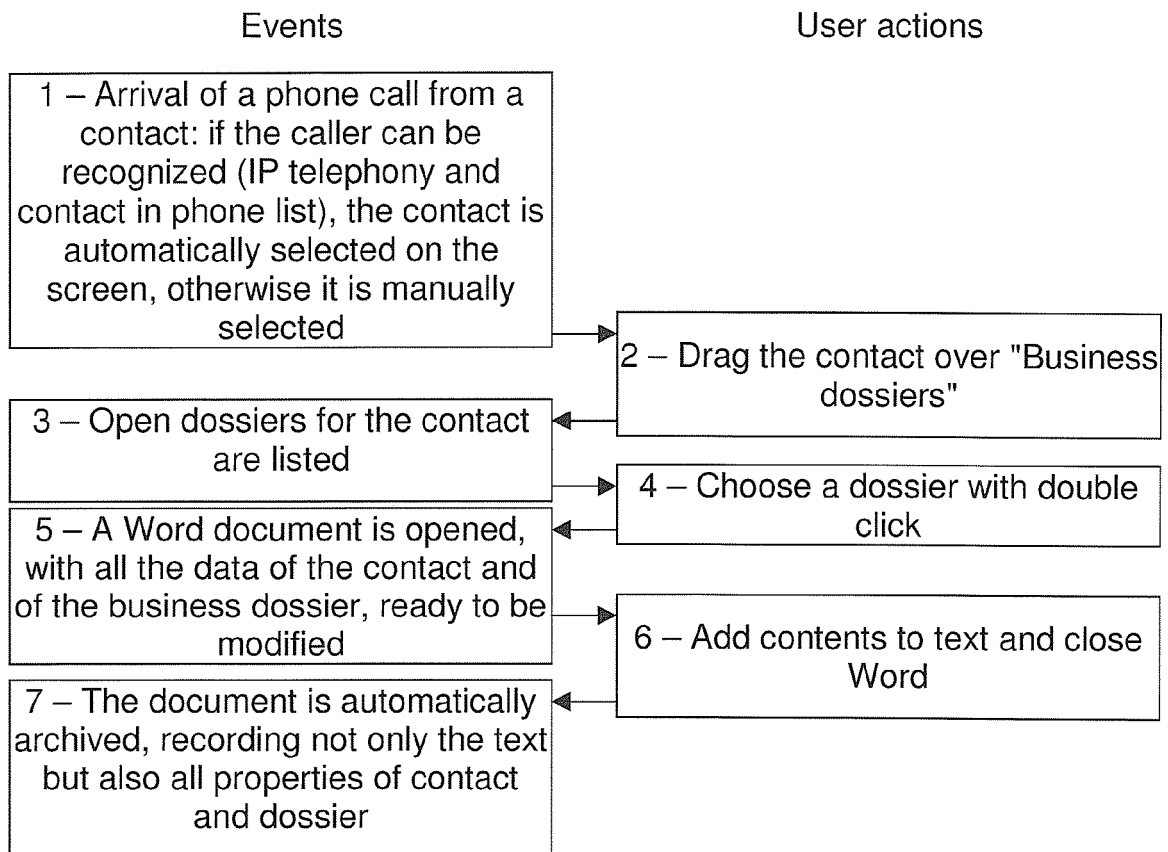 Events
User actions
1 – Arrival of a phone call from a
contact: if the caller can be
recognized (IP telephony and
contact in phone list), the contact is
automatically selected on the
screen, otherwise it is manually
selected
2 – Drag the contact over "Business
dossiers"
3 – Open dossiers for the contact
are listed
4 – Choose a dossier with double
click
5 – A Word document is opened,
with all the data of the contact and
of the business dossier, ready to be
modified
6 – Add contents to text and close
Word
7 – The document is automatically
archived, recording not only the text
but also all properties of contact
and dossier